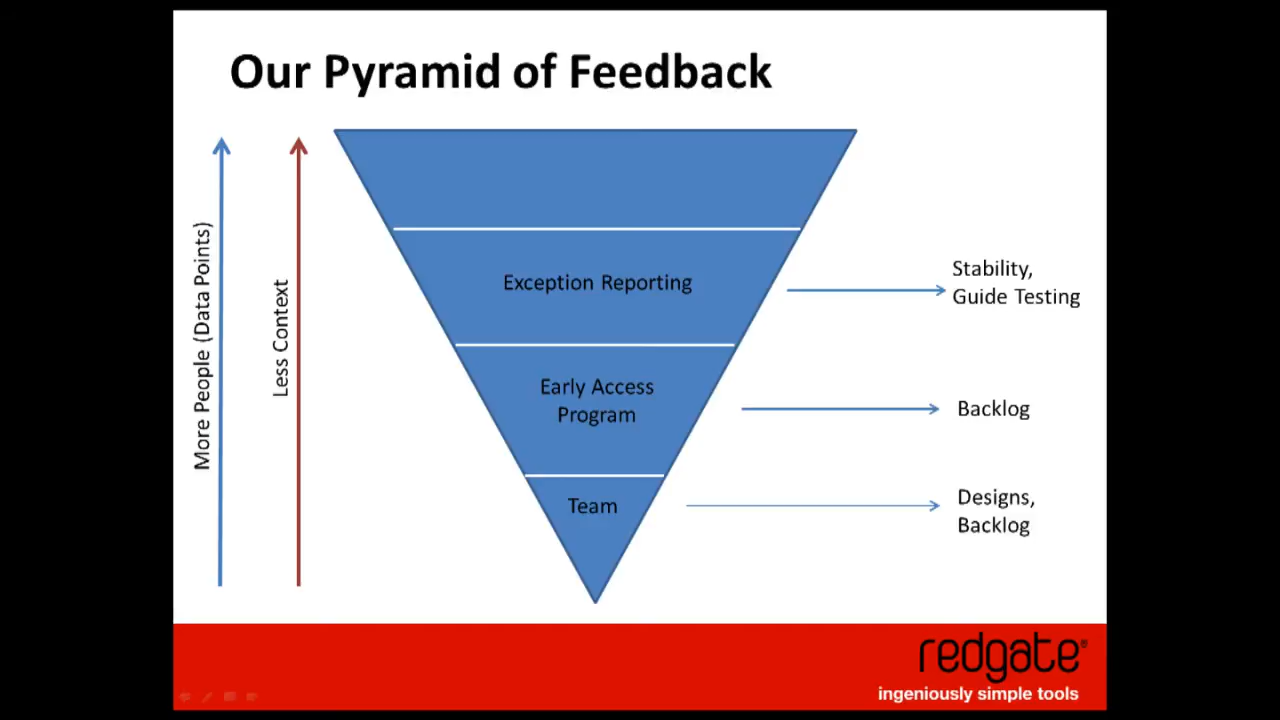 Our Pyramid of Feedback
More People (Data Points)
Less Context
Exception Reporting
Stability,
Guide Testing
Early Access
Program
Backlog
Team
Designs,
Backlog
redgate®
ingeniously simple tools